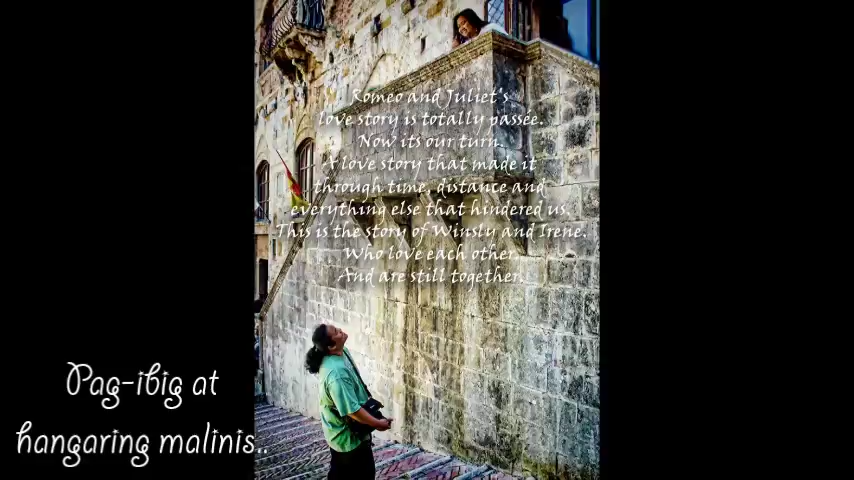 Romeo and Juliet's
love story is totally passée.
Now its our turn.
A love story that made it
through time, distance and
everything else that hindered us.
This is the story of Winsly and Irene.
Who love each other.
And are still together.
Pag-ibig at
hangaring malinis..